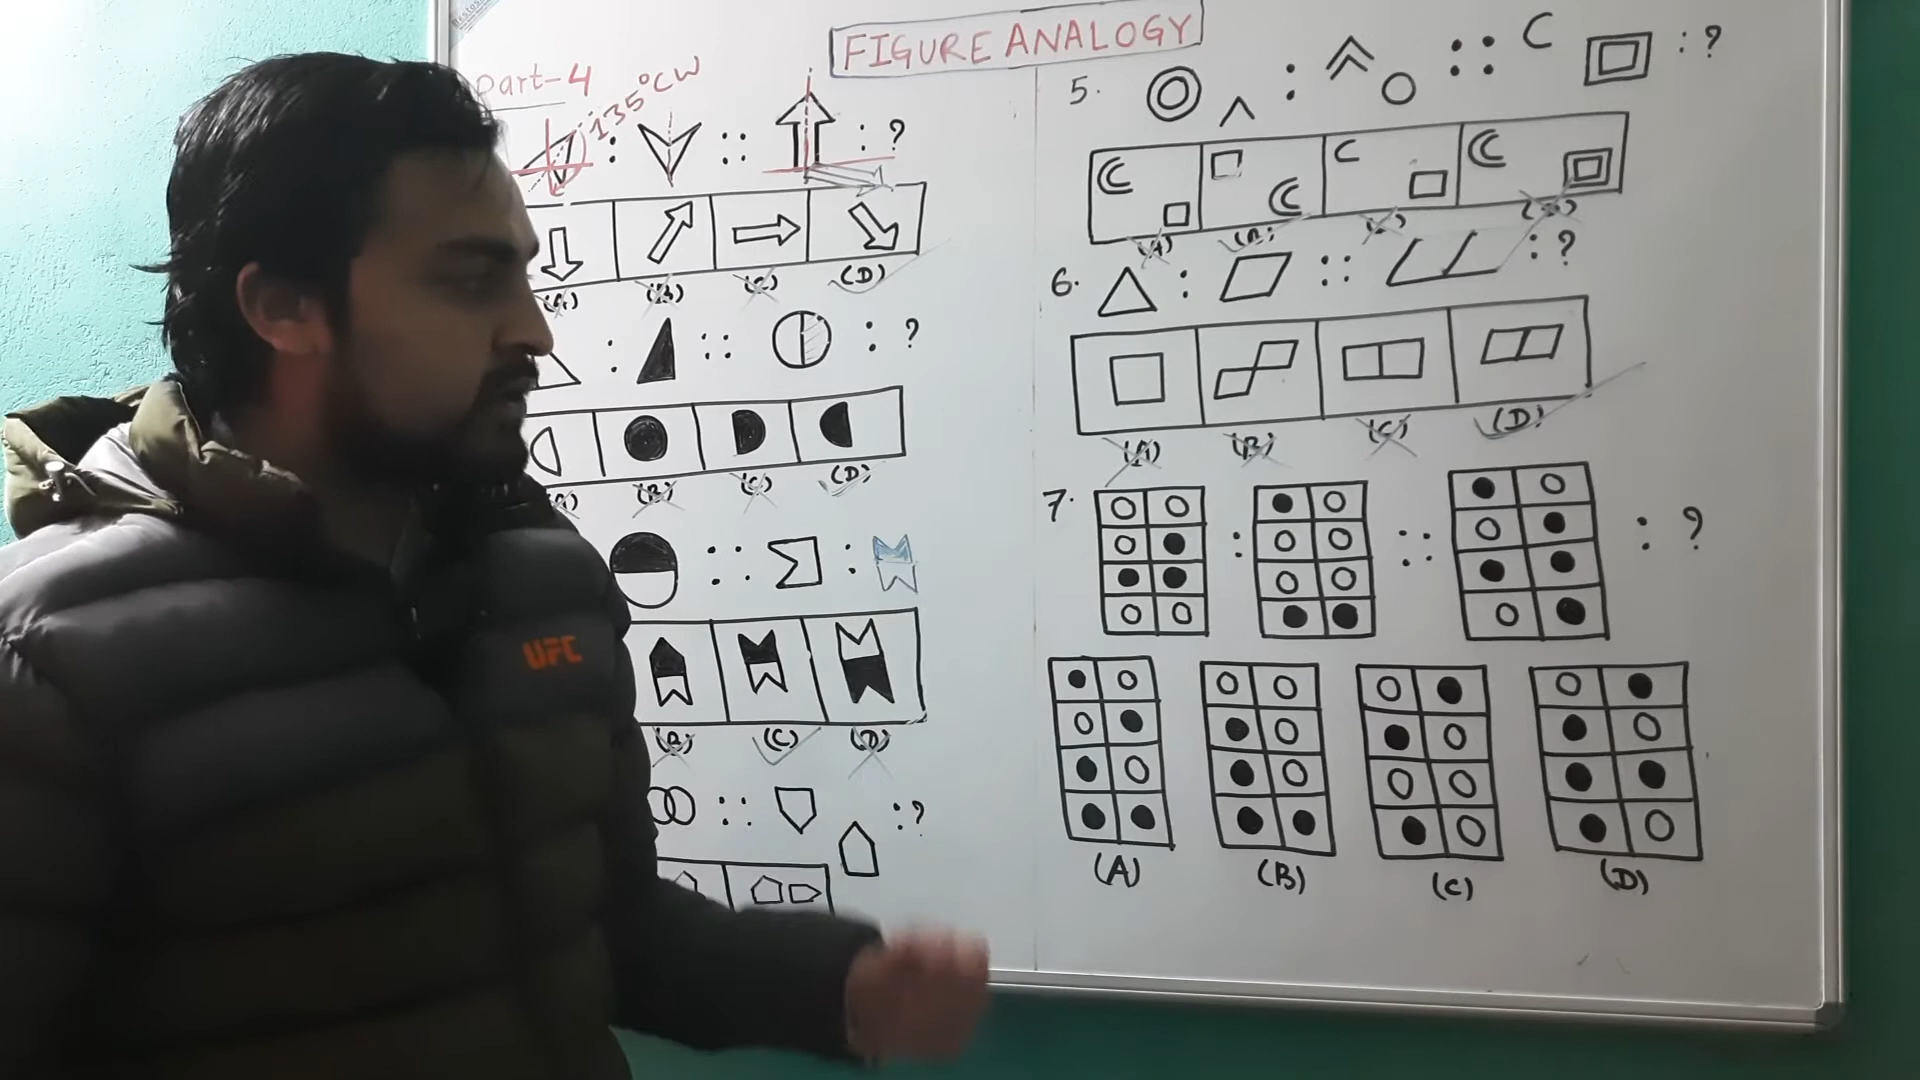 FIGURE ANALOGY
Part-4
135°CW
: :: : ?
(A) (B) (C) (D)
: :: : ?
(A) (B) (C) (D)
:: :
(B) (C) (D)
:: : ?
5. : :: C : ?
(A) (B) (C) (D)
6. : :: : ?
(A) (B) (C) (D)
7. : :: : ?
(A) (B) (C) (D)
UFC